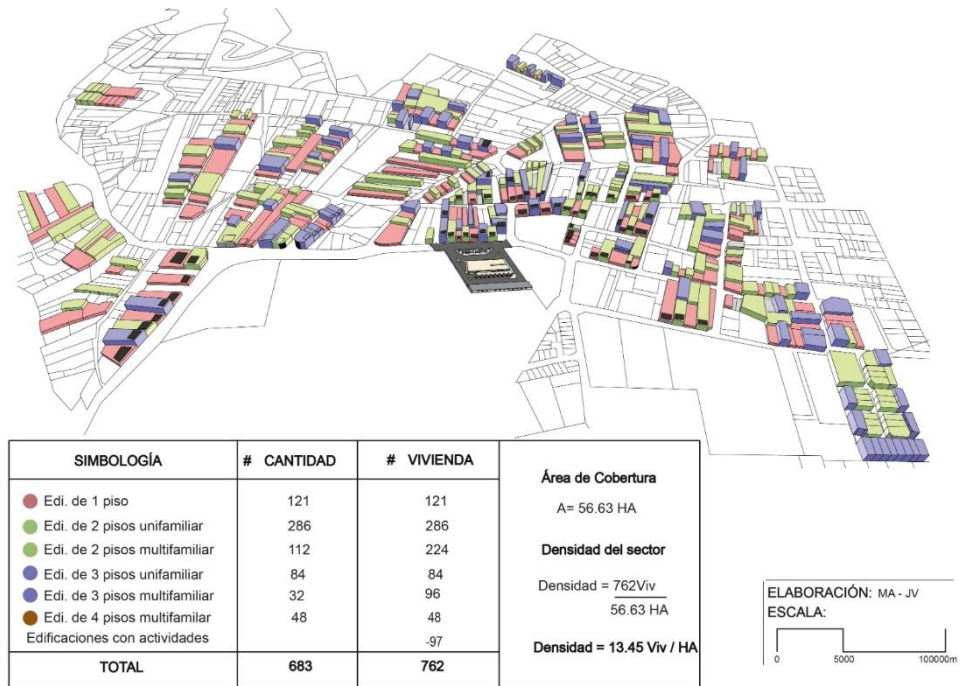 SIMBOLOGÍA # CANTIDAD # VIVIENDA
Edi. de 1 piso 121 121
Edi. de 2 pisos unifamiliar 286 286
Edi. de 2 pisos multifamiliar 112 224
Edi. de 3 pisos unifamiliar 84 84
Edi. de 3 pisos multifamiliar 32 96
Edi. de 4 pisos multifamilar 48 48
Edificaciones con actividades -97
TOTAL 683 762
Área de Cobertura
A= 56.63 HA
Densidad del sector
Densidad = 762Viv
56.63 HA
Densidad = 13.45 Viv / HA
ELABORACIÓN: MA - JV
ESCALA:
0 5000 100000m